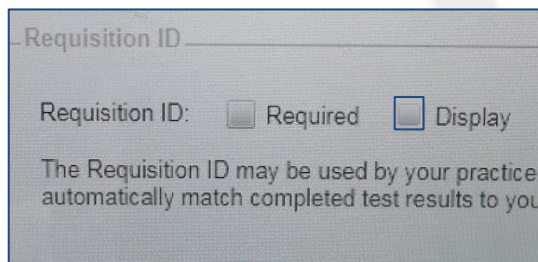 Requisition ID
Requisition ID: Required Display
The Requisition ID may be used by your practice
automatically match completed test results to